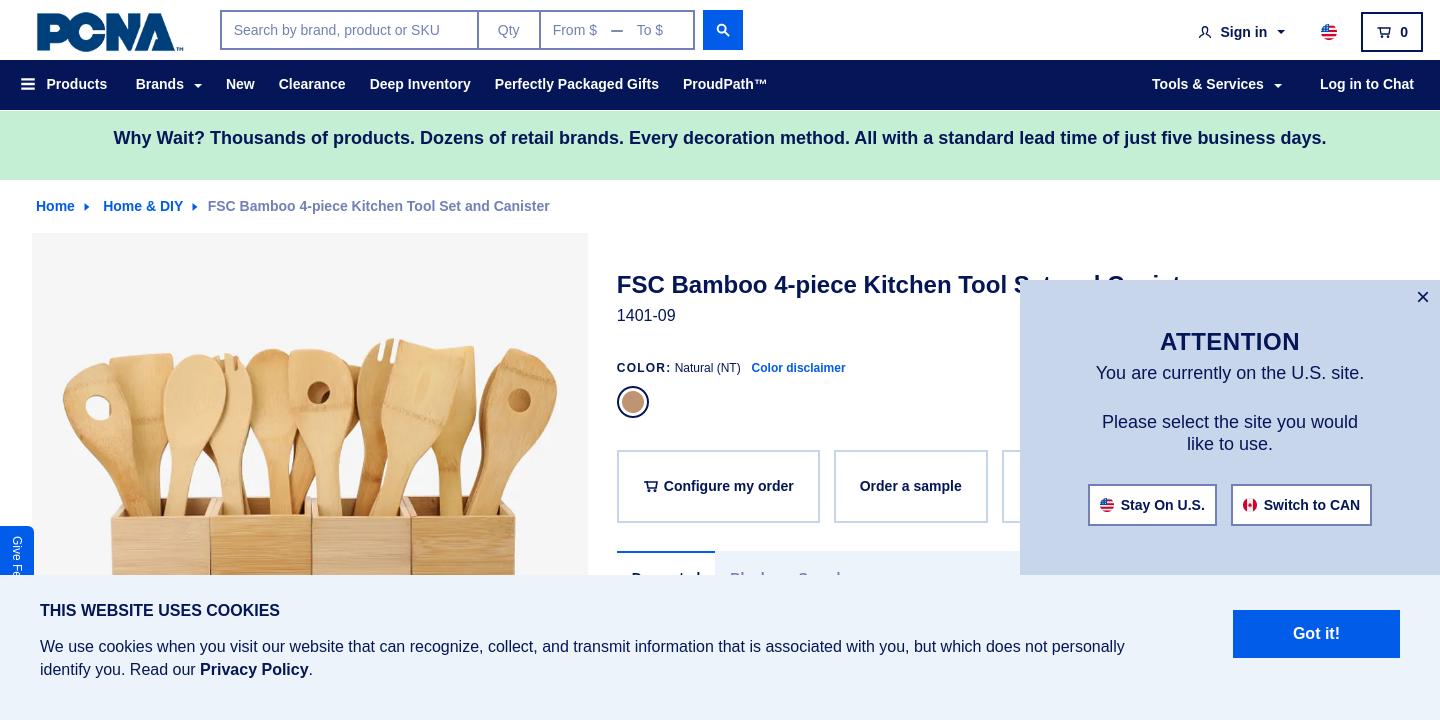 PCNA™
Search by brand, product or SKU
Qty
From $ — To $
Sign in
0
Products
Brands
New
Clearance
Deep Inventory
Perfectly Packaged Gifts
ProudPath™
Tools & Services
Log in to Chat
Why Wait? Thousands of products. Dozens of retail brands. Every decoration method. All with a standard lead time of just five business days.
Home
Home & DIY
FSC Bamboo 4-piece Kitchen Tool Set and Canister
FSC Bamboo 4-piece Kitchen Tool
1401-09
COLOR: Natural (NT) Color disclaimer
Configure my order
Order a sample
×
ATTENTION
You are currently on the U.S. site.
Please select the site you would
like to use.
Stay On U.S.
Switch to CAN
Give
THIS WEBSITE USES COOKIES
We use cookies when you visit our website that can recognize, collect, and transmit information that is associated with you, but which does not personally
identify you. Read our Privacy Policy.
Got it!